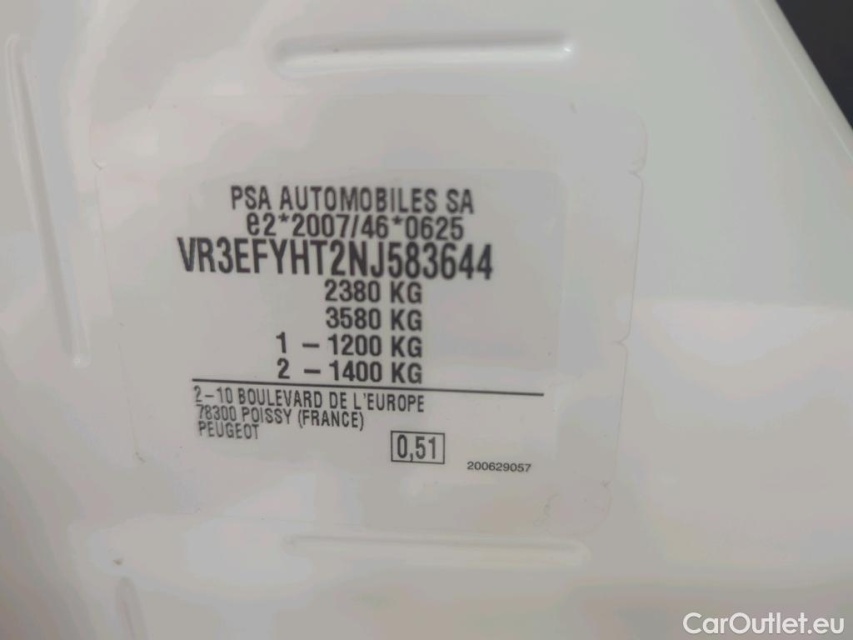 PSA AUTOMOBILES SA
e2*2007/46*0625
VR3EFYHT2NJ583644
2380 KG
3580 KG
1 – 1200 KG
2 – 1400 KG
2–10 BOULEVARD DE L'EUROPE
78300 POISSY (FRANCE)
PEUGEOT
0,51
200629057
CarOutlet.eu